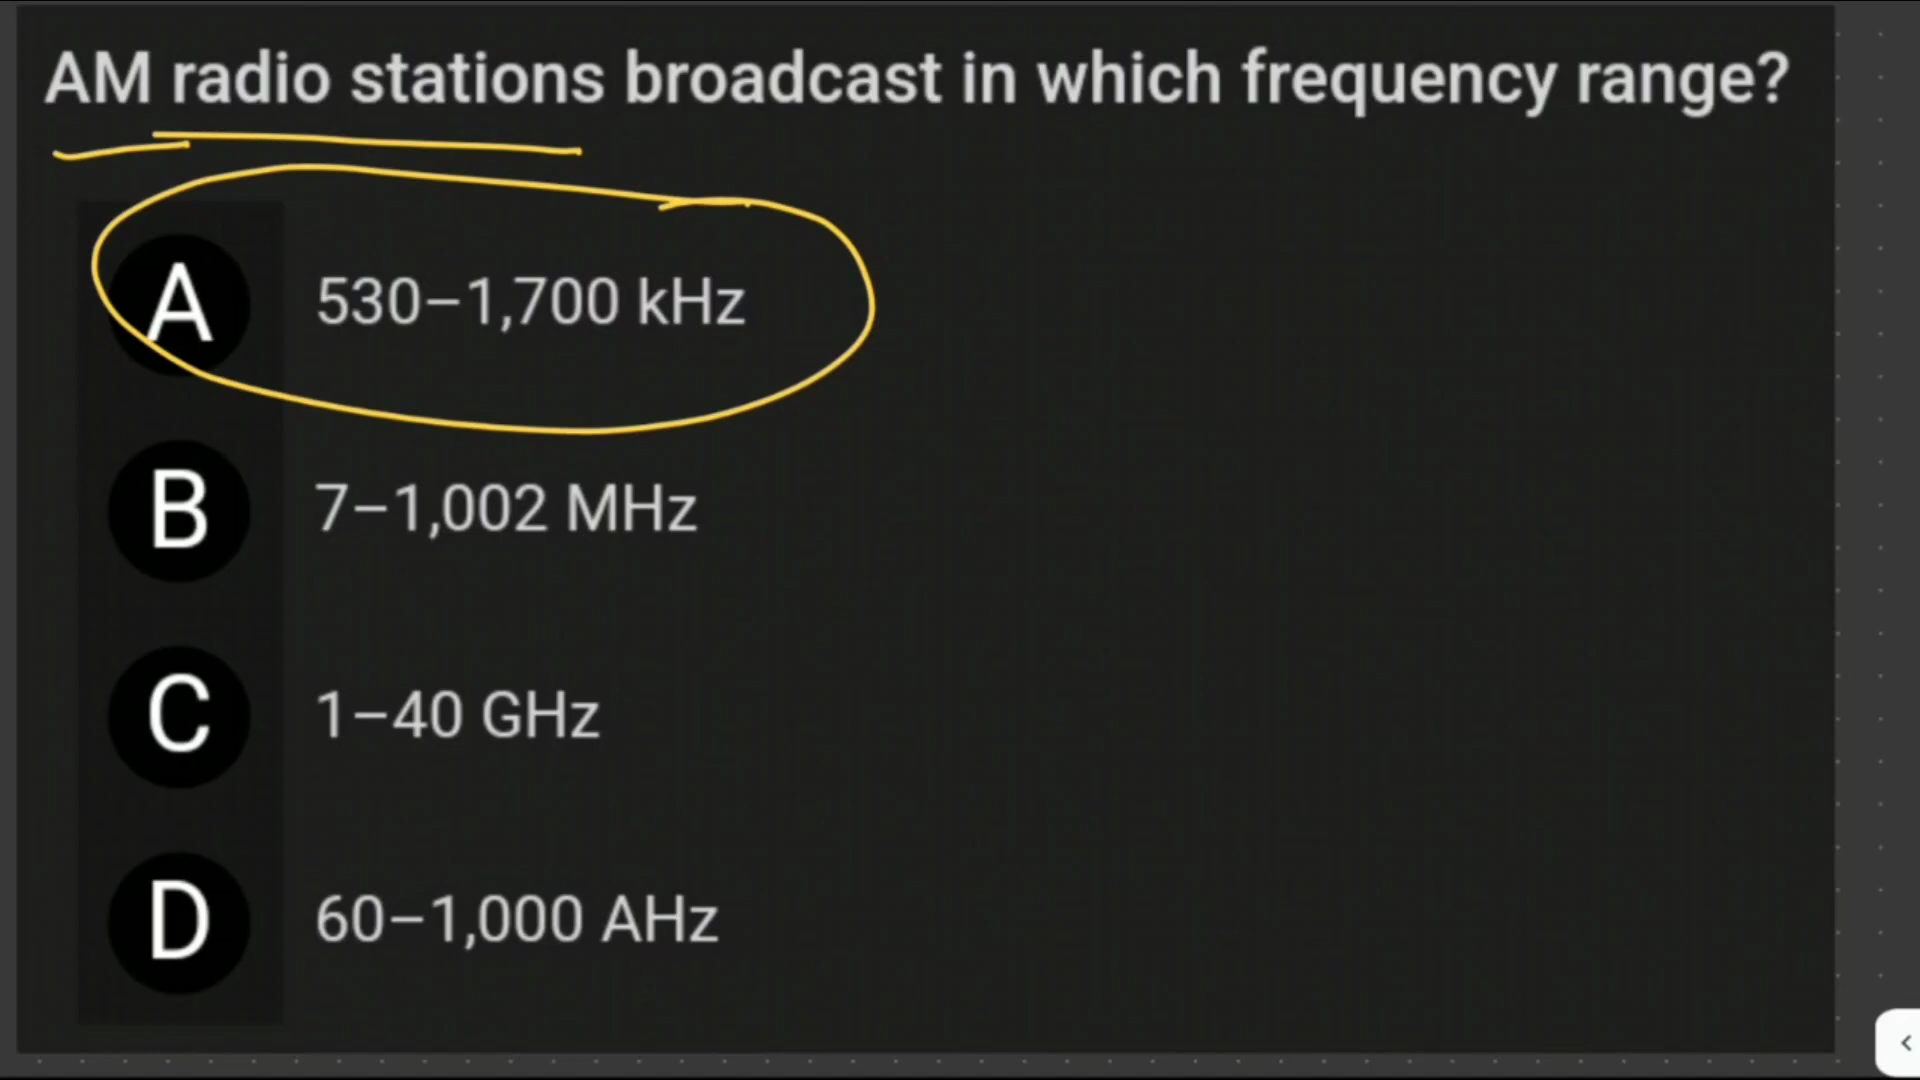 AM radio stations broadcast in which frequency range?
A 530–1,700 kHz
B 7–1,002 MHz
C 1–40 GHz
D 60–1,000 AHz